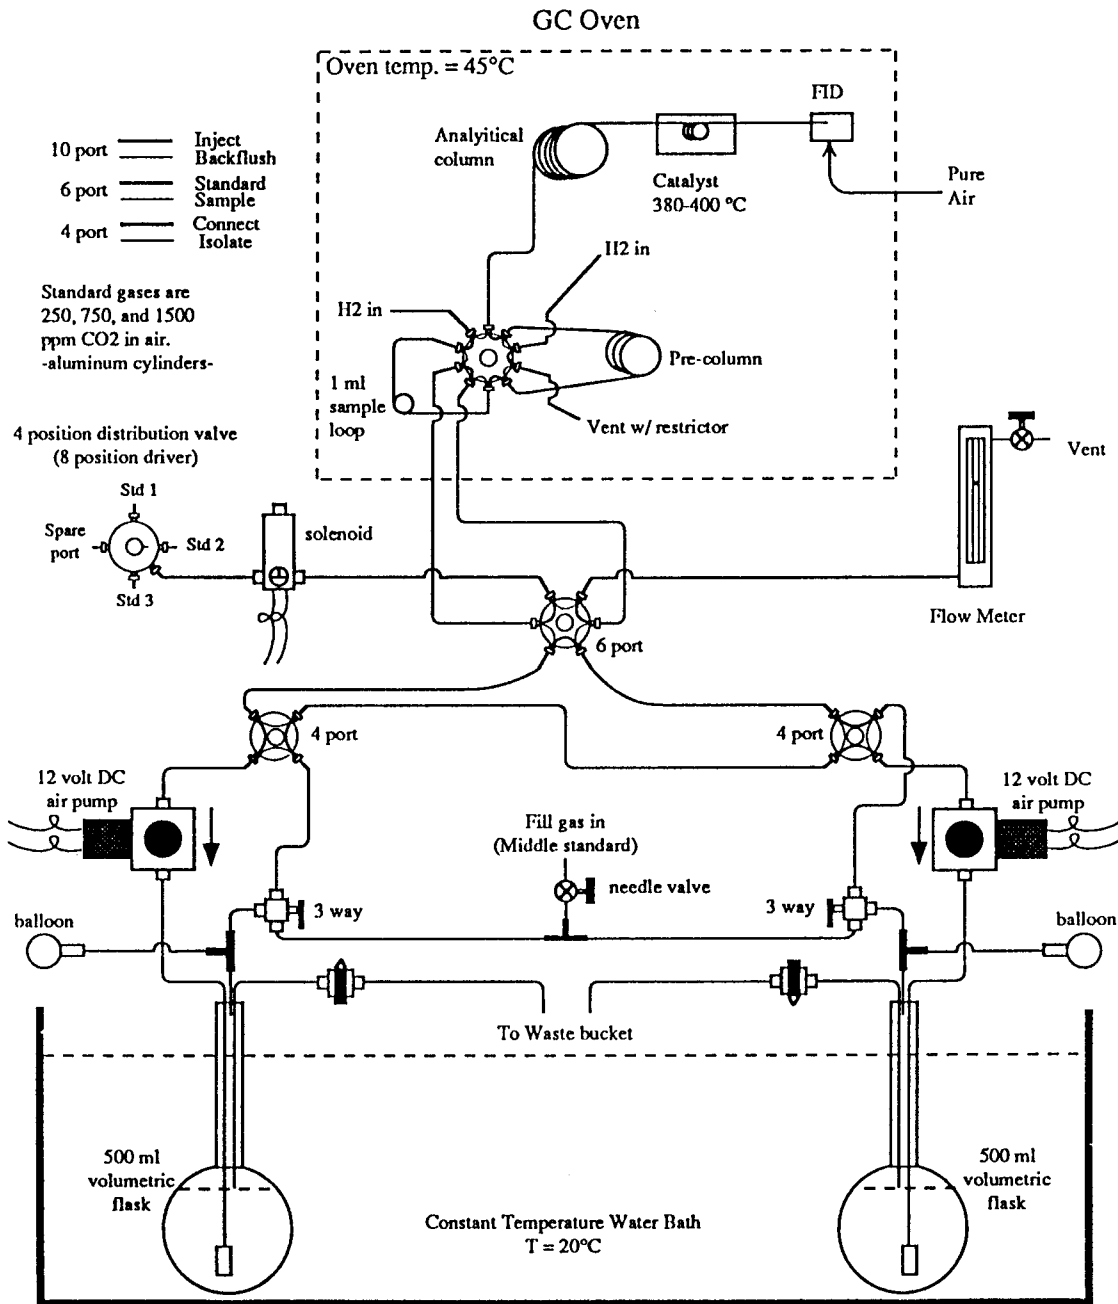 GC Oven
Oven temp. = 45°C
FID
Analyitical
column
Catalyst
380-400 °C
Pure
Air
10 port
Inject
Backflush
6 port
Standard
Sample
4 port
Connect
Isolate
H2 in
H2 in
Standard gases are
250, 750, and 1500
ppm CO2 in air.
-aluminum cylinders-
Pre-column
1 ml
sample
loop
Vent w/ restrictor
4 position distribution valve
(8 position driver)
Vent
Std 1
Spare
port
Std 2
Std 3
solenoid
Flow Meter
6 port
4 port
4 port
12 volt DC
air pump
12 volt DC
air pump
Fill gas in
(Middle standard)
needle valve
3 way
3 way
balloon
balloon
To Waste bucket
500 ml
volumetric
flask
500 ml
volumetric
flask
Constant Temperature Water Bath
T = 20°C